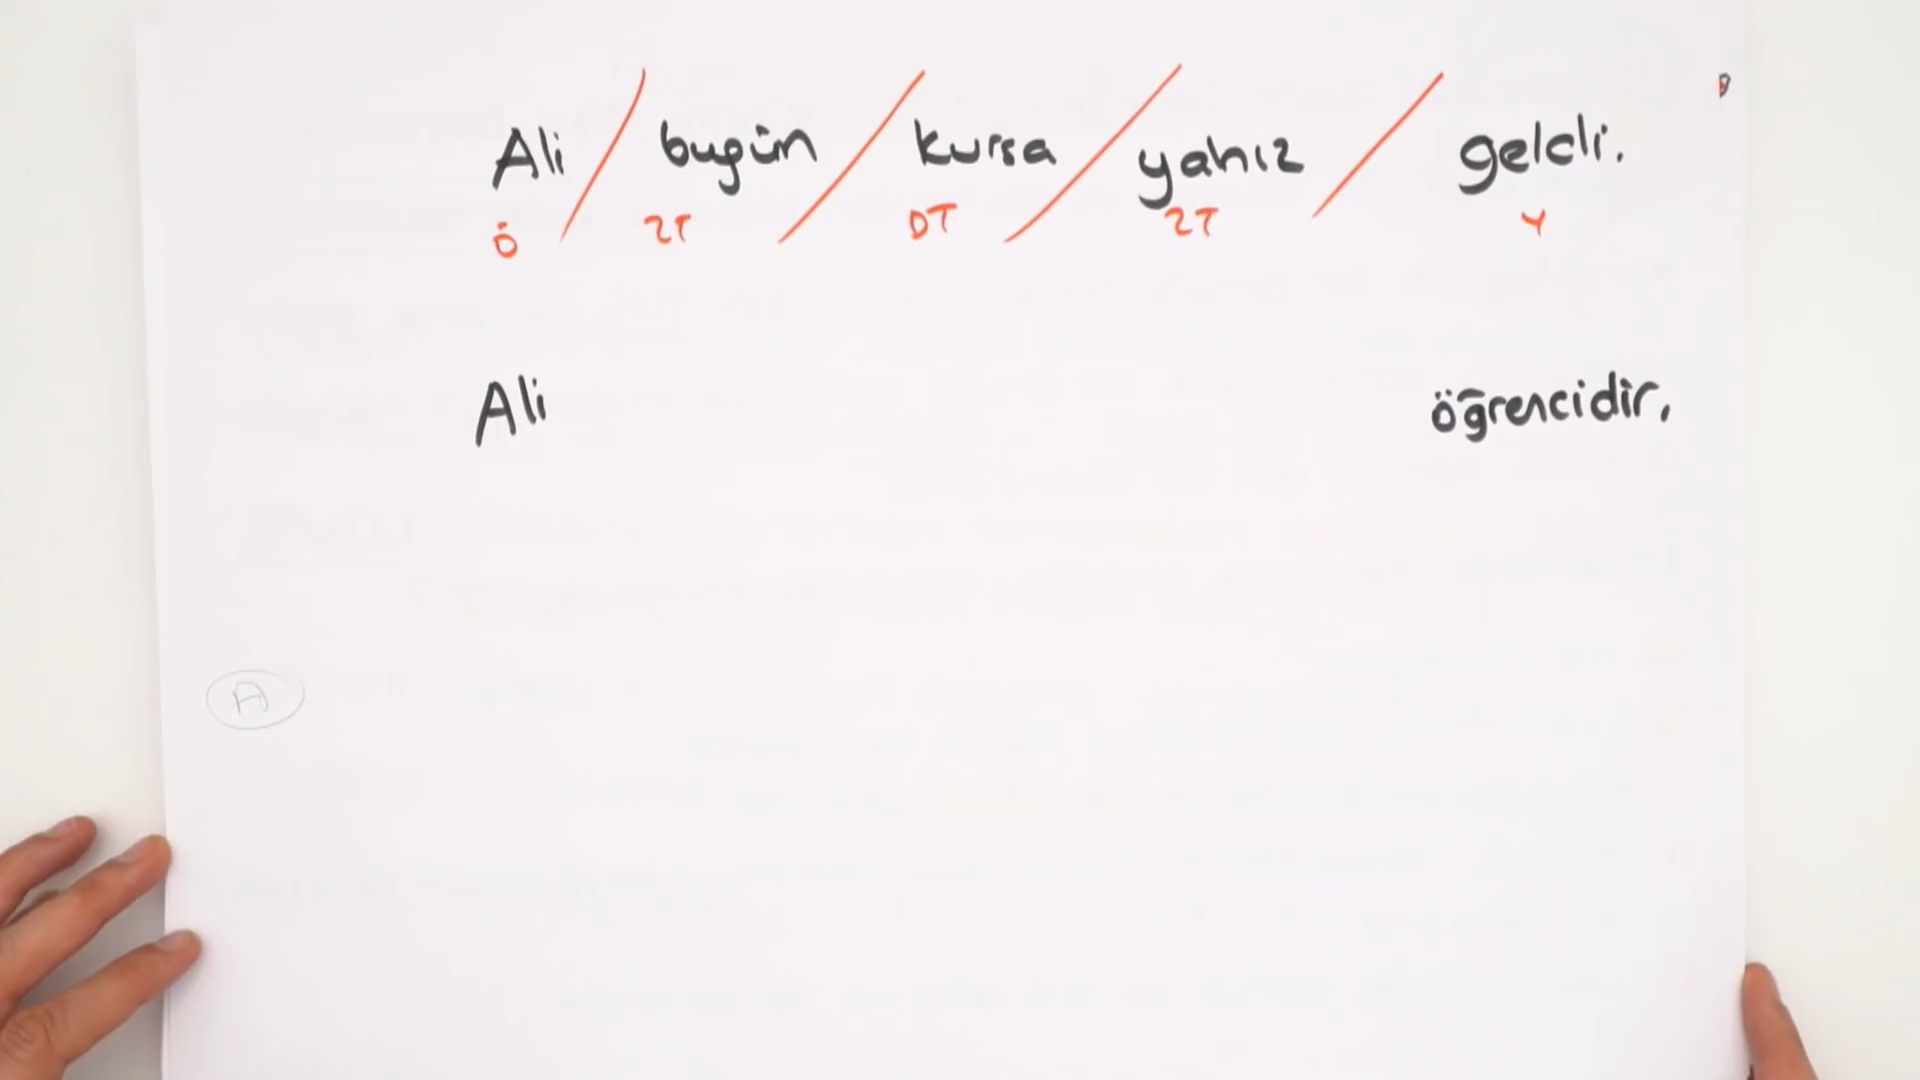 Ali / bugün / kursa / yalnız / geldi.
Ö ZT DT ZT Y
Ali öğrencidir.
A